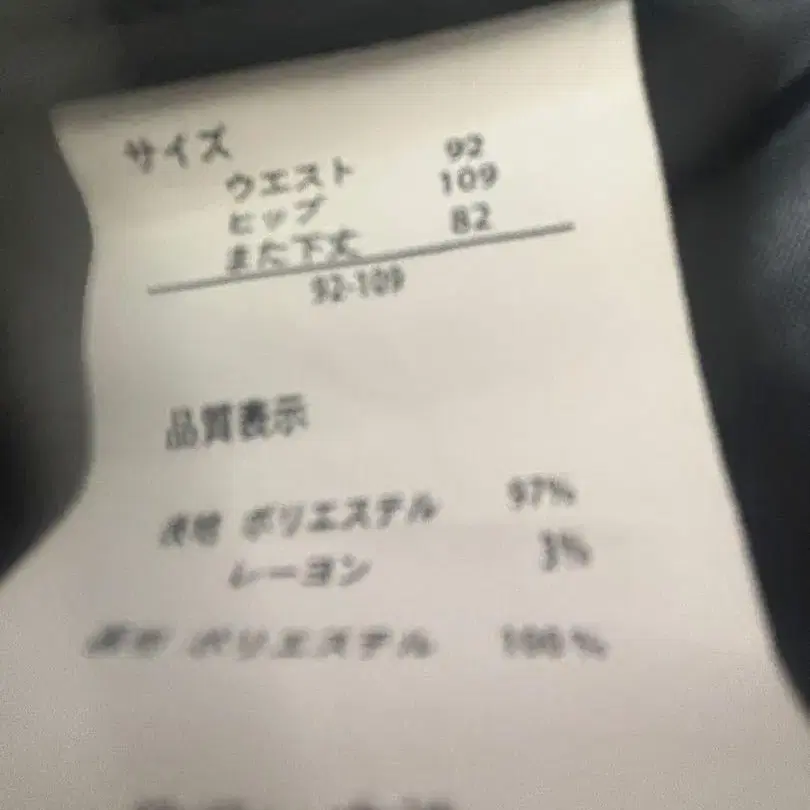 サイズ
ウエスト 92
ヒップ 109
また下丈 82
92-109
品質表示
表地 ポリエステル 97%
レーヨン 3%
ポリエステル 100%